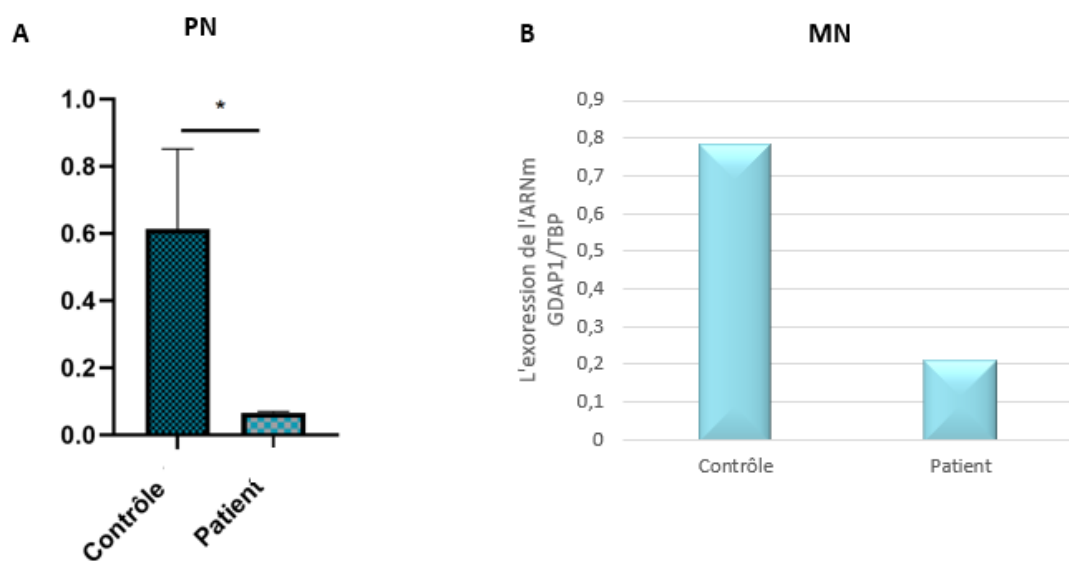 A
PN
*
1.0
0.8
0.6
0.4
0.2
0.0
Contrôle
Patient
B
MN
L'exoression de l'ARNm
GDAP1/TBP
0,9
0,8
0,7
0,6
0,5
0,4
0,3
0,2
0,1
0
Contrôle
Patient